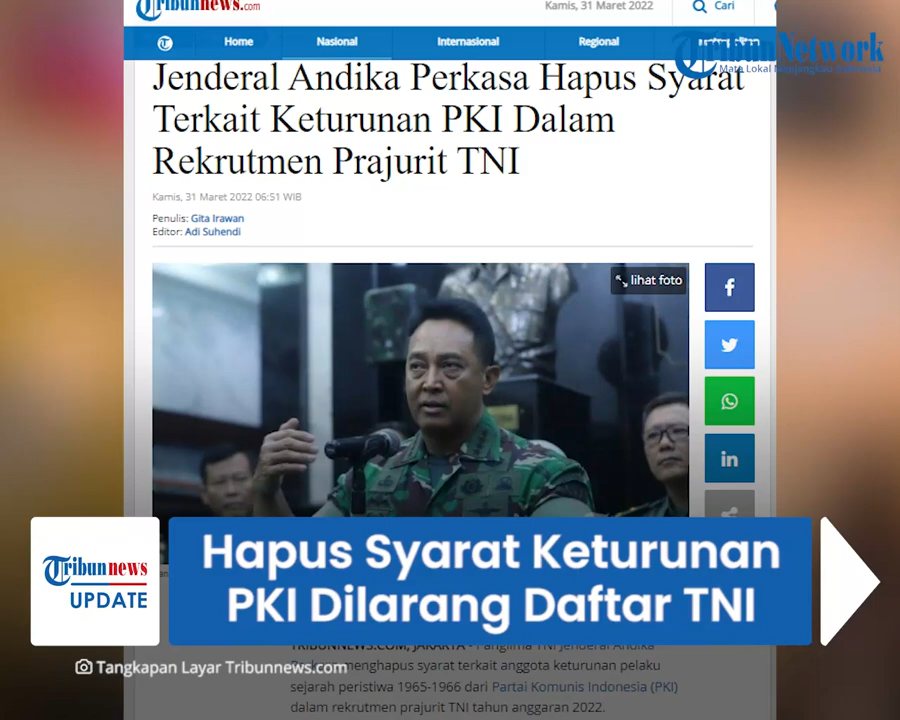 Tribunnews.com
Kamis, 31 Maret 2022
Cari
Home
Nasional
Internasional
Regional
TribunNetwork
Mata Lokal Menjangkau Indonesia
Jenderal Andika Perkasa Hapus Syarat
Terkait Keturunan PKI Dalam
Rekrutmen Prajurit TNI
Kamis, 31 Maret 2022 06:51 WIB
Penulis: Gita Irawan
Editor: Adi Suhendi
lihat foto
Tribunnews
UPDATE
Hapus Syarat Keturunan
PKI Dilarang Daftar TNI
TRIBUNNEWS.COM, JAKARTA - Panglima TNI Jenderal Andika
Tangkapan Layar Tribunnews.com
menghapus syarat terkait anggota keturunan pelaku
sejarah peristiwa 1965-1966 dari Partai Komunis Indonesia (PKI)
dalam rekrutmen prajurit TNI tahun anggaran 2022.